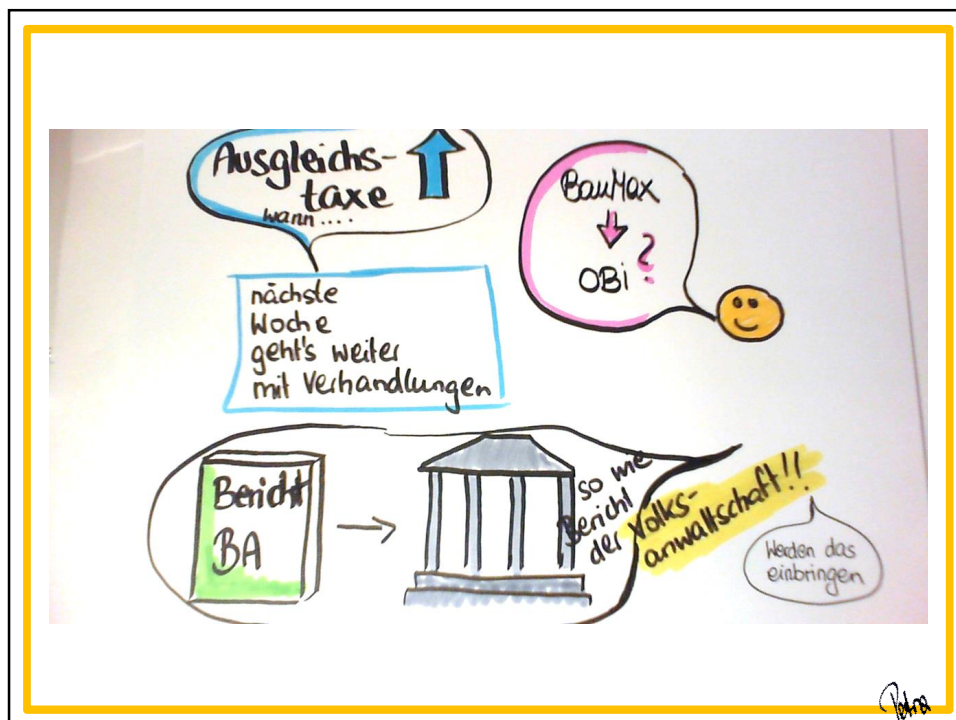 Ausgleichs-
taxe
wann ....
nächste
Woche
geht's weiter
mit Verhandlungen
BauMax
OBi ?
Bericht
BA
so wie
Bericht
der Volks-
anwaltschaft!!
Werden das
einbringen
Petra